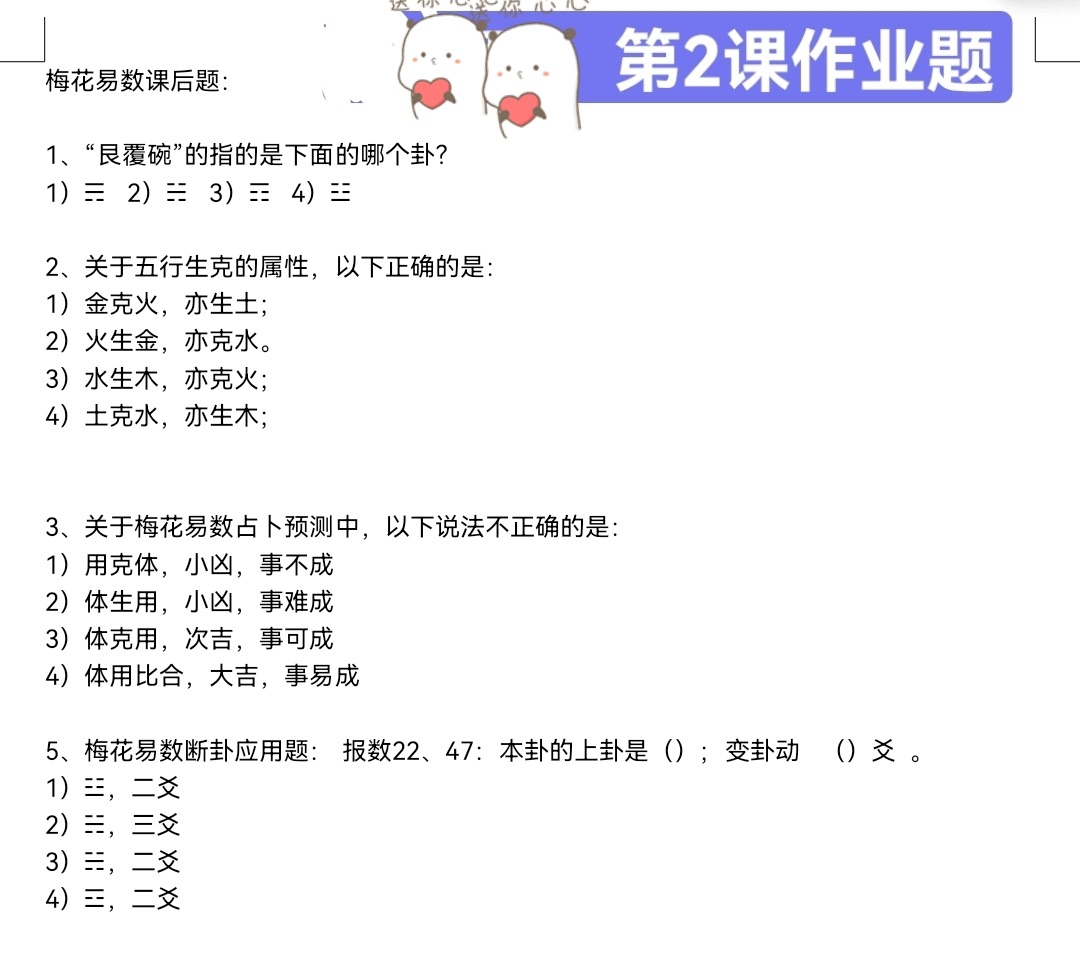 送你心心
送你心心
第2课作业题
梅花易数课后题：
1、“艮覆碗”的指的是下面的哪个卦？
1）☴ 2）☵ 3）☶ 4）☳
2、关于五行生克的属性，以下正确的是：
1）金克火，亦生土；
2）火生金，亦克水。
3）水生木，亦克火；
4）土克水，亦生木；
3、关于梅花易数占卜预测中，以下说法不正确的是：
1）用克体，小凶，事不成
2）体生用，小凶，事难成
3）体克用，次吉，事可成
4）体用比合，大吉，事易成
5、梅花易数断卦应用题： 报数22、47：本卦的上卦是（）；变卦动 （）爻 。
1）☳，二爻
2）☵，三爻
3）☵，二爻
4）☲，二爻